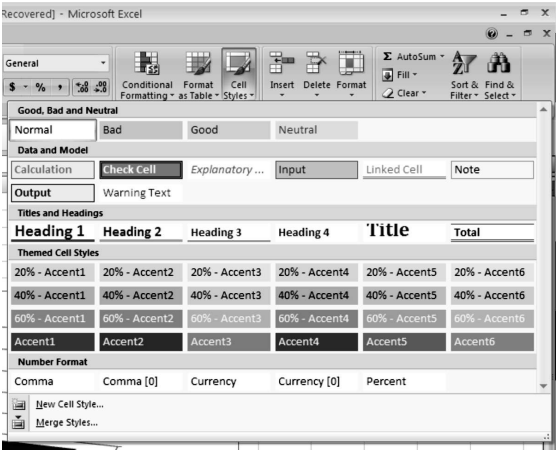 Recovered] - Microsoft Excel
General
AutoSum
Fill
Clear
$ % ,
.0 .00
.00 .0
Conditional Formatting
Format as Table
Cell Styles
Insert
Delete
Format
Sort & Filter
Find & Select
Good, Bad and Neutral
Normal Bad Good Neutral
Data and Model
Calculation Check Cell Explanatory ... Input Linked Cell Note
Output Warning Text
Titles and Headings
Heading 1 Heading 2 Heading 3 Heading 4 Title Total
Themed Cell Styles
20% - Accent1 20% - Accent2 20% - Accent3 20% - Accent4 20% - Accent5 20% - Accent6
40% - Accent1 40% - Accent2 40% - Accent3 40% - Accent4 40% - Accent5 40% - Accent6
60% - Accent1 60% - Accent2 60% - Accent3 60% - Accent4 60% - Accent5 60% - Accent6
Accent1 Accent2 Accent3 Accent4 Accent5 Accent6
Number Format
Comma Comma [0] Currency Currency [0] Percent
New Cell Style...
Merge Styles...